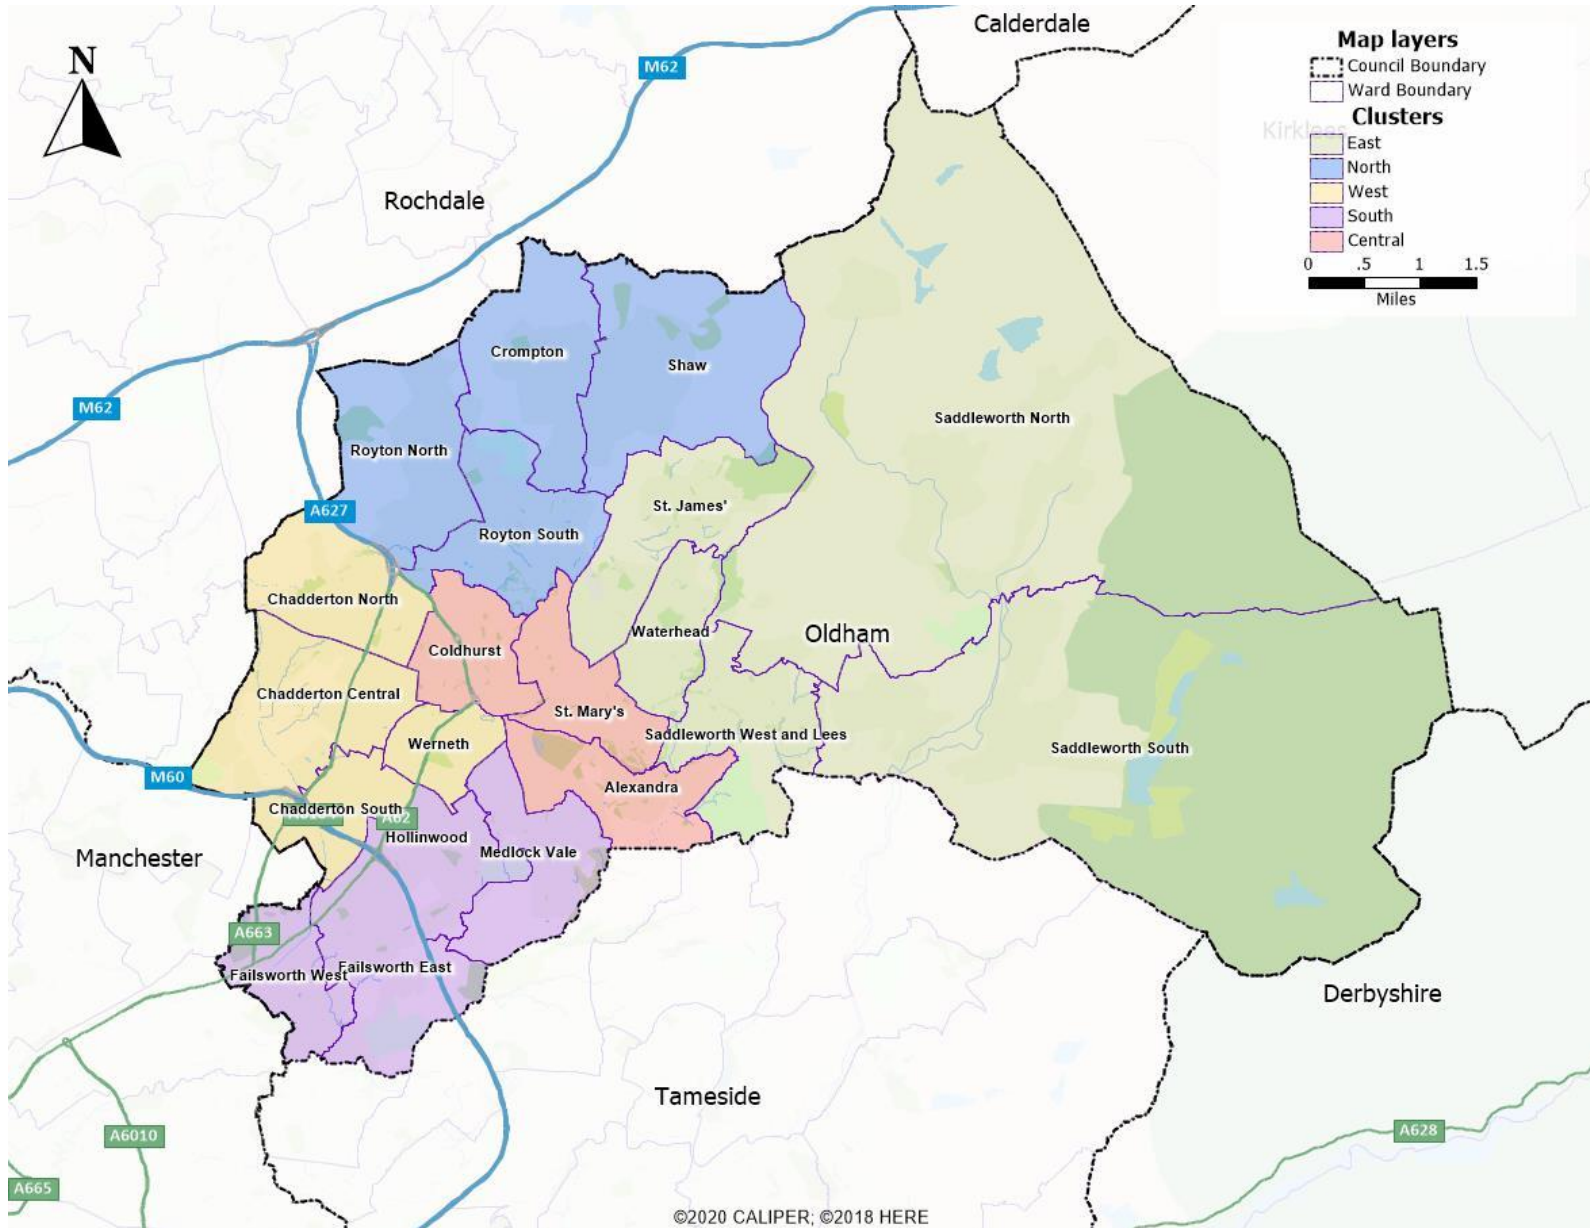 Calderdale
Map layers
Council Boundary
Ward Boundary
Clusters
Kirklees
East
North
West
South
Central
0 .5 1 1.5
Miles
N
M62
Rochdale
Crompton
Shaw
M62
Saddleworth North
Royton North
St. James'
A627
Royton South
Chadderton North
Waterhead
Oldham
Coldhurst
Chadderton Central
St. Mary's
Saddleworth West and Lees
Werneth
Saddleworth South
M60
Alexandra
Chadderton South
A62
Hollinwood
Medlock Vale
Manchester
A663
Failsworth West
Failsworth East
Derbyshire
Tameside
A6010
A628
A665
©2020 CALIPER; ©2018 HERE